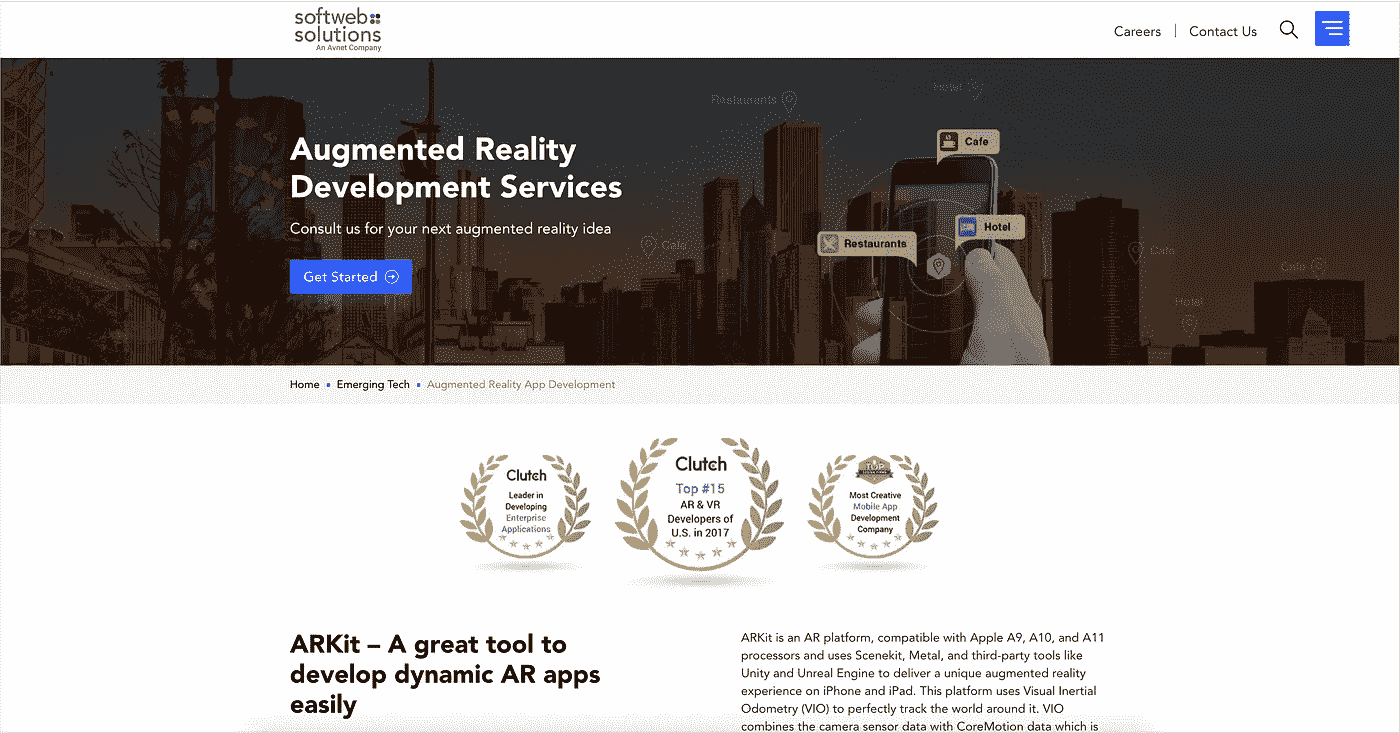 softweb
solutions
An Avnet Company
Careers
Contact Us
Restaurants
Hotel
Cafe
Augmented Reality
Development Services
Consult us for your next augmented reality idea
Hotel
Restaurants
Cafe
Cafe
Cafe
Get Started
Hotel
Home
Emerging Tech
Augmented Reality App Development
Clutch
Leader in
Developing
Enterprise
Applications
Clutch
Top #15
AR & VR
Developers of
U.S. in 2017
TOP
Most Creative
Mobile App
Development
Company
ARKit – A great tool to
develop dynamic AR apps
easily
ARKit is an AR platform, compatible with Apple A9, A10, and A11
processors and uses Scenekit, Metal, and third-party tools like
Unity and Unreal Engine to deliver a unique augmented reality
experience on iPhone and iPad. This platform uses Visual Inertial
Odometry (VIO) to perfectly track the world around it. VIO
combines the camera sensor data with CoreMotion data which is